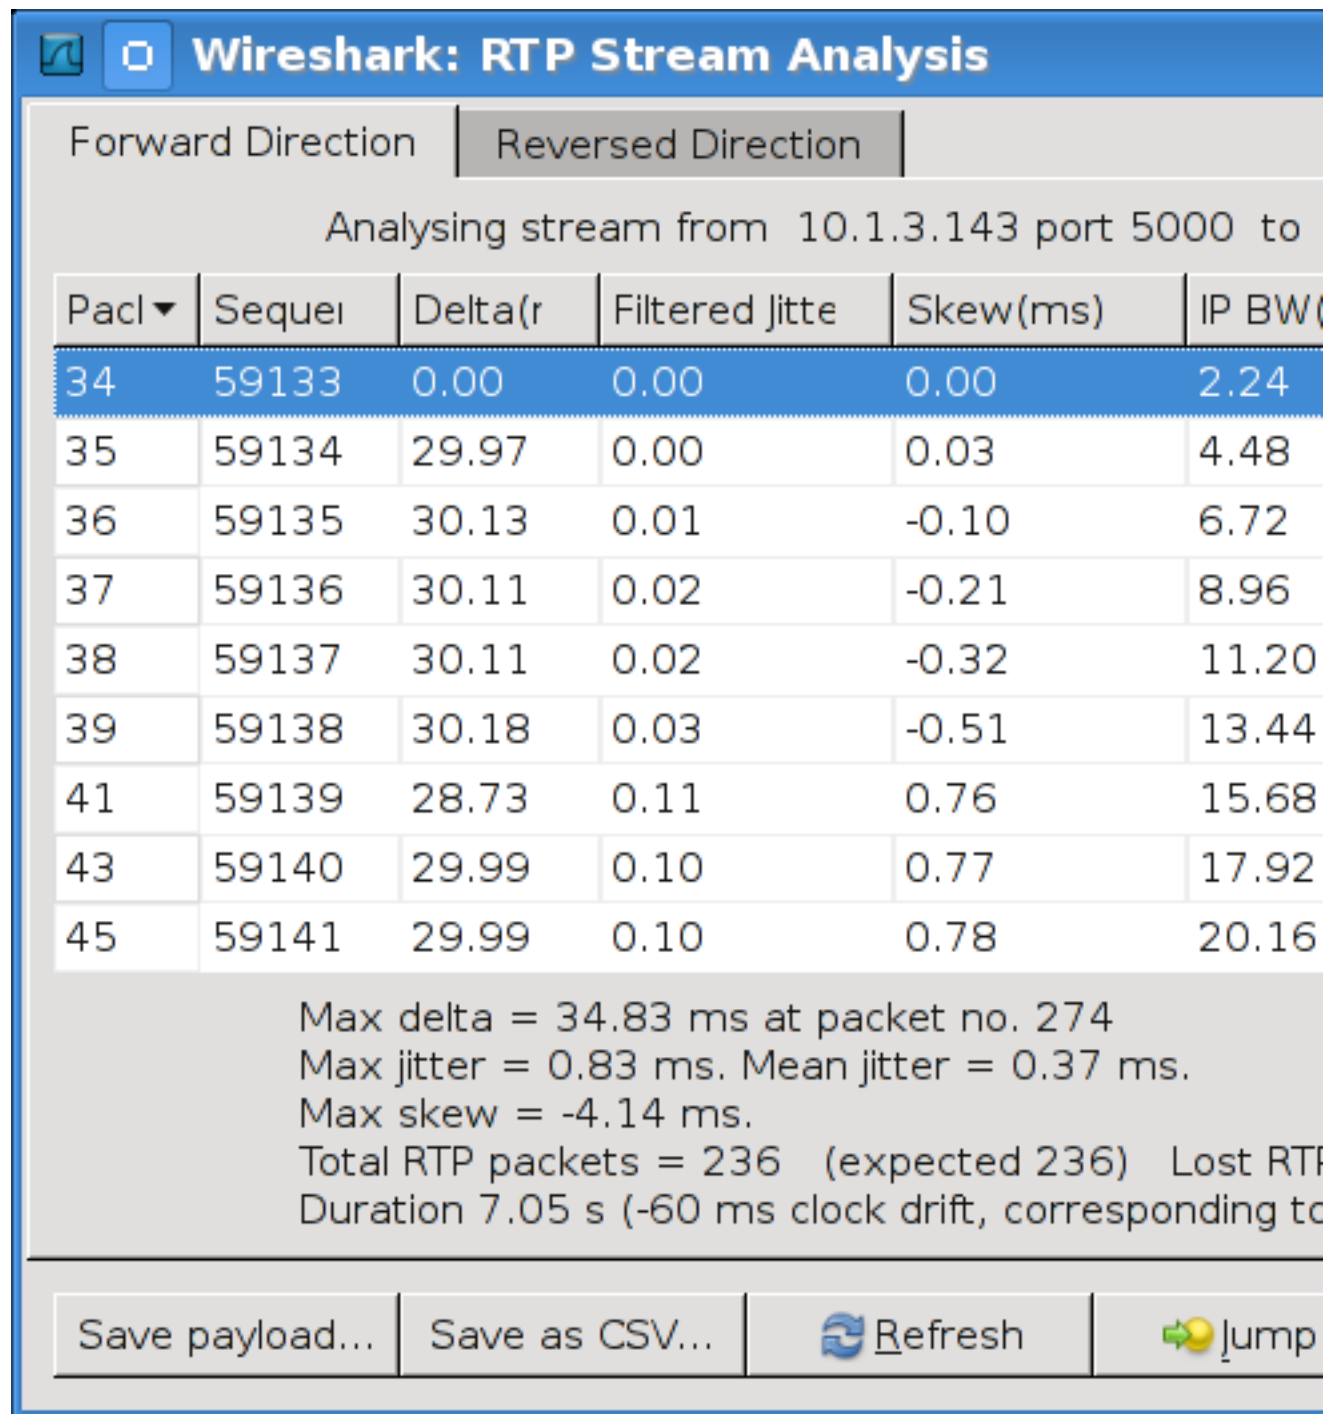 Wireshark: RTP Stream Analysis
Forward Direction Reversed Direction
Analysing stream from 10.1.3.143 port 5000 to
Pacl Sequei Delta(r Filtered Jitte Skew(ms) IP BW(
34 59133 0.00 0.00 0.00 2.24
35 59134 29.97 0.00 0.03 4.48
36 59135 30.13 0.01 -0.10 6.72
37 59136 30.11 0.02 -0.21 8.96
38 59137 30.11 0.02 -0.32 11.20
39 59138 30.18 0.03 -0.51 13.44
41 59139 28.73 0.11 0.76 15.68
43 59140 29.99 0.10 0.77 17.92
45 59141 29.99 0.10 0.78 20.16
Max delta = 34.83 ms at packet no. 274
Max jitter = 0.83 ms. Mean jitter = 0.37 ms.
Max skew = -4.14 ms.
Total RTP packets = 236 (expected 236) Lost RTP
Duration 7.05 s (-60 ms clock drift, corresponding to
Save payload... Save as CSV... Refresh Jump